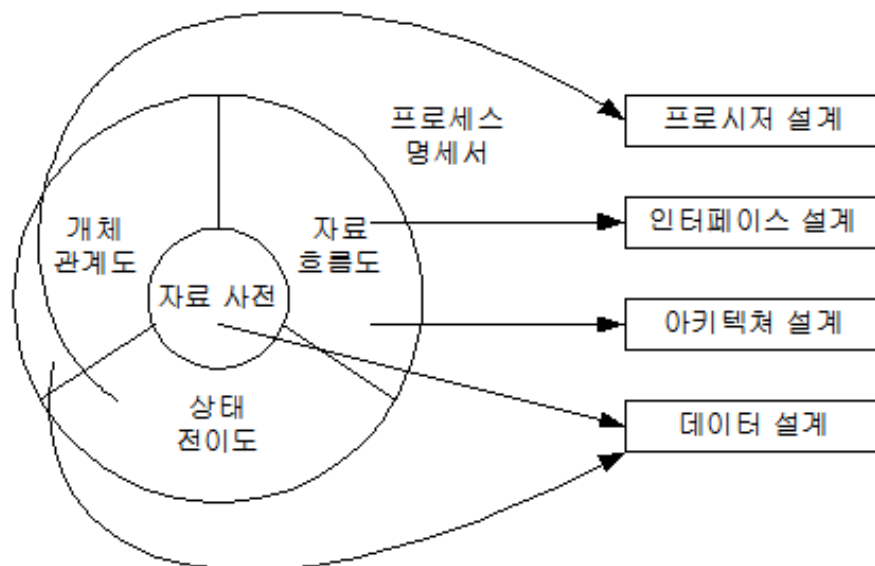 프로세스
명세서
개체
관계도
자료
흐름도
자료 사전
상태
전이도
프로시저 설계
인터페이스 설계
아키텍쳐 설계
데이터 설계